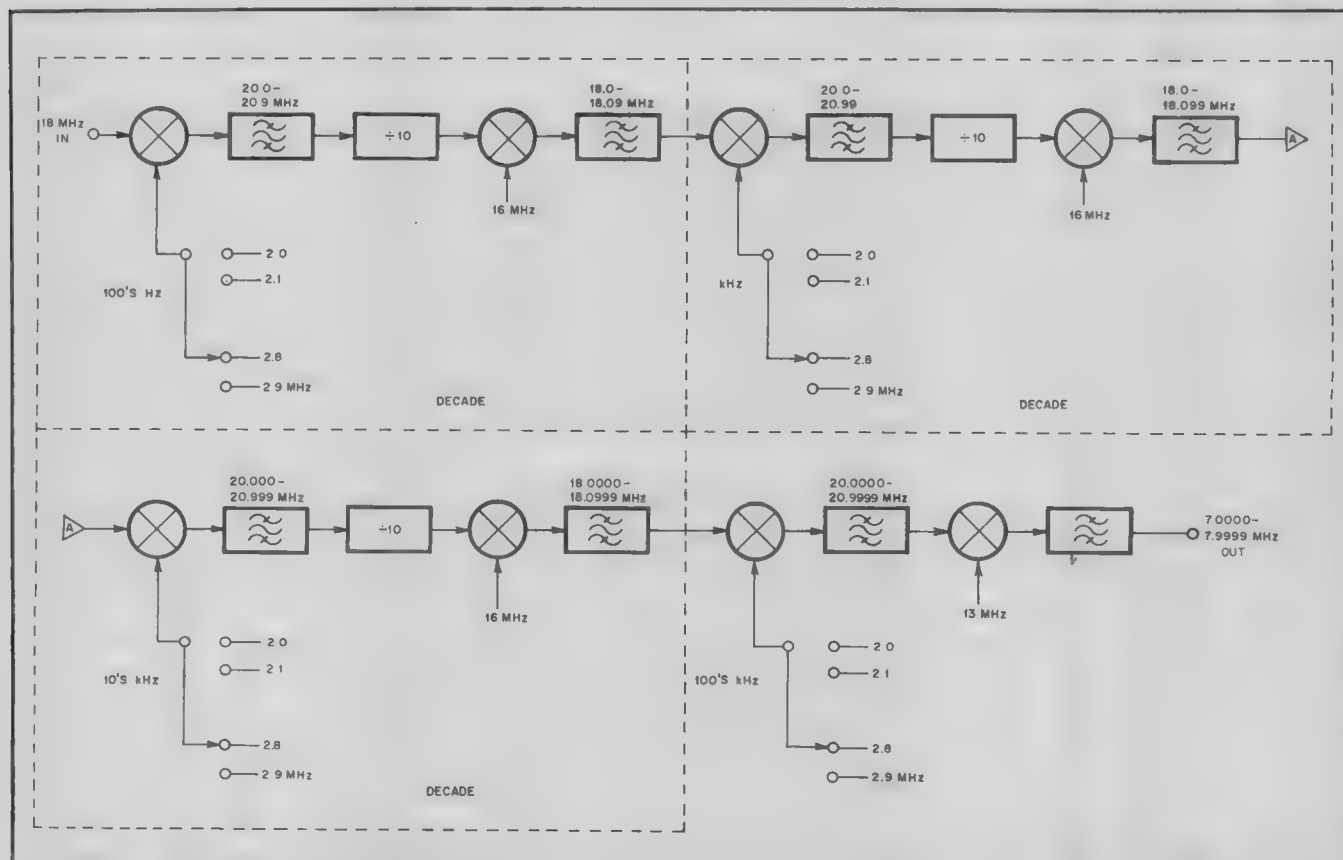 18 MHz
IN
20 0–
20 9 MHz
÷10
16 MHz
18.0–
18.09 MHz
100'S Hz
2 0
2.1
2.8
2 9 MHz
DECADE
20 0–
20.99
÷10
16 MHz
18.0–
18.099 MHz
A
kHz
2 0
2.1
2.8
2 9 MHz
DECADE
A
20.000–
20.999 MHz
÷10
16 MHz
18.0000–
18.0999 MHz
10'S kHz
2 0
2 1
2.8
2 9 MHz
DECADE
20.0000–
20.9999 MHz
13 MHz
7 0000–
7.9999 MHz
OUT
100'S kHz
2 0
2 1
2.8
2.9 MHz